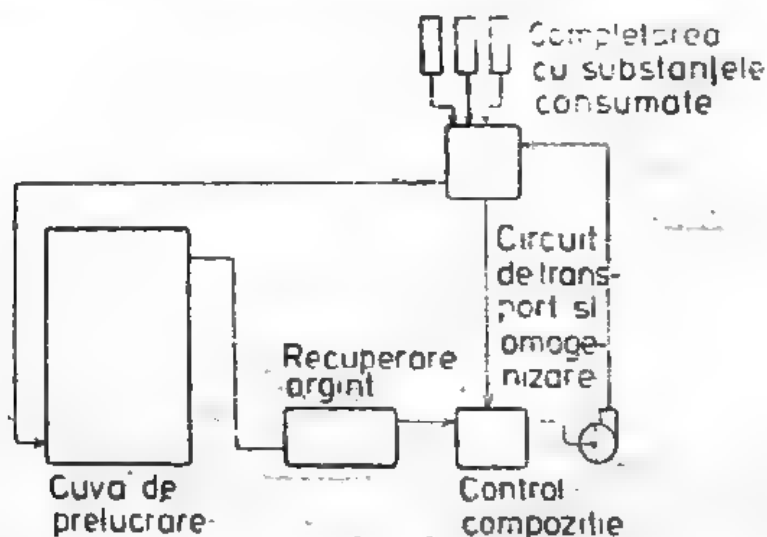 Completarea
cu substanțele
consumate
Circuit
de trans-
port si
omoge-
nizare
Recuperare
argint
Cuva de
prelucrare
Control
compozitie